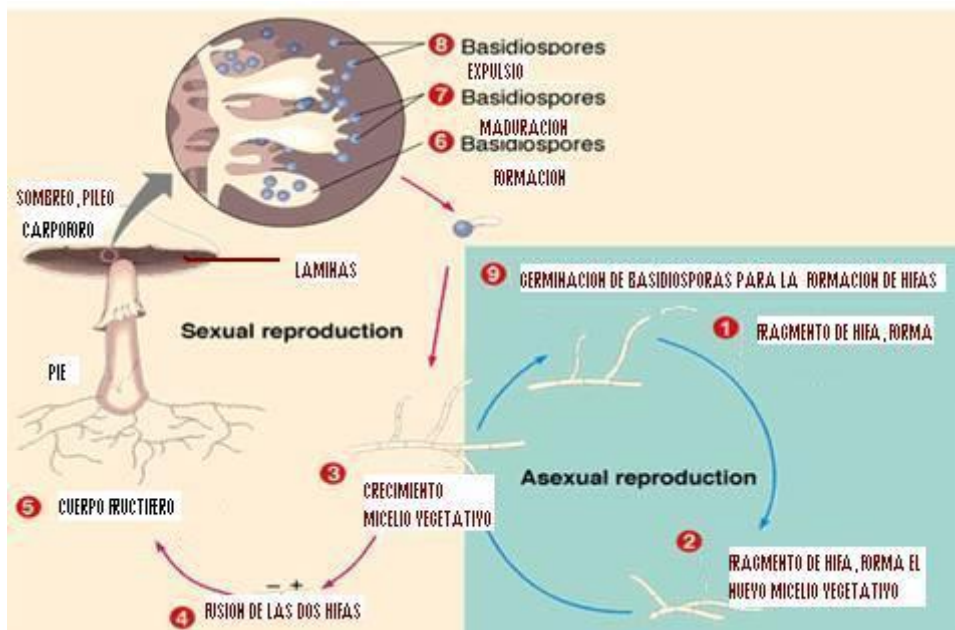 8 Basidiospores
EXPULSIO
7 Basidiospores
MADURACION
6 Basidiospores
FORMACION
SOMBREO, PILEO
CARPOFORO
LAMINAS
Sexual reproduction
PIE
9 GERMINACION DE BASIDIOSPORAS PARA LA FORMACION DE HIFAS
1 FRAGMENTO DE HIFA, FORMA
Asexual reproduction
3 CRECIMIENTO
MICELIO VEGETATIVO
5 CUERPO FRUCTIFERO
2 FRAGMENTO DE HIFA, FORMA EL
NUEVO MICELIO VEGETATIVO
- +
4 FUSION DE LAS DOS HIFAS